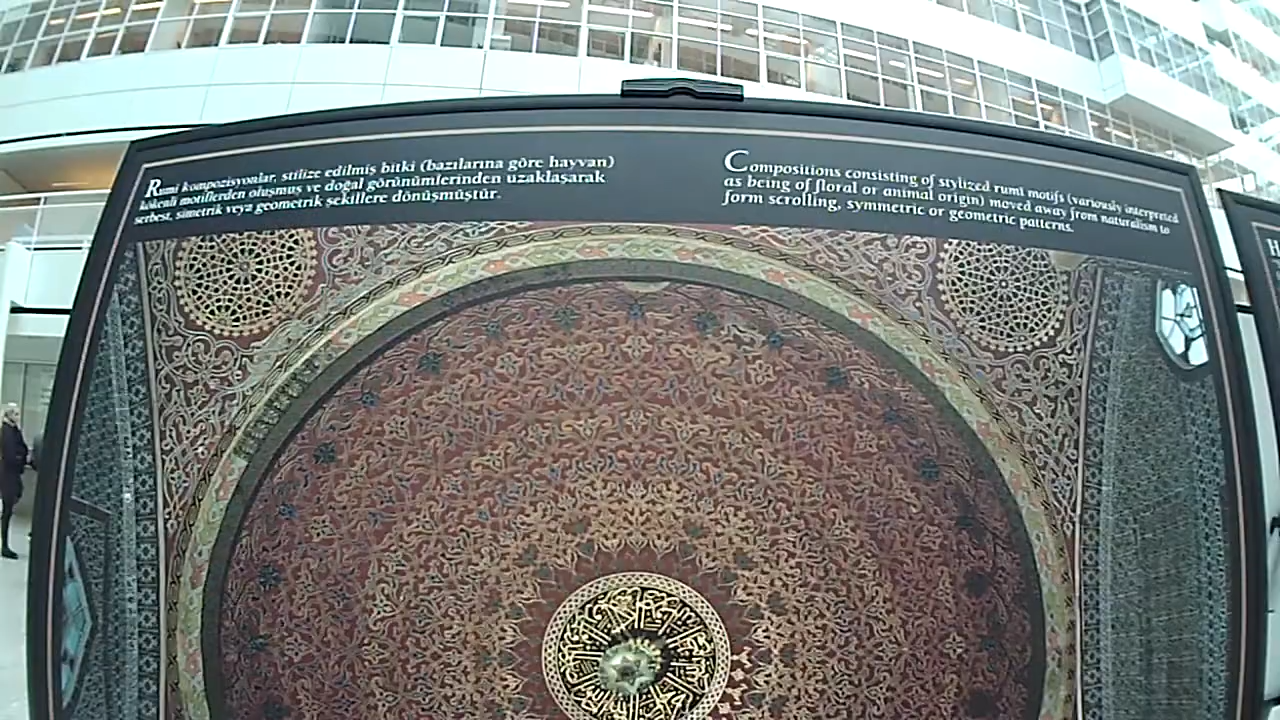 Rumi kompozisyonlar, stilize edilmiş bitki (bazılarına göre hayvan)
kökenli motiflerden oluşmuş ve doğal görünümlerinden uzaklaşarak
serbest, simetrik veya geometrik şekillere dönüşmüştür.
Compositions consisting of stylized rumi motifs (variously interpreted
as being of floral or animal origin) moved away from naturalism to
form scrolling, symmetric or geometric patterns.
H